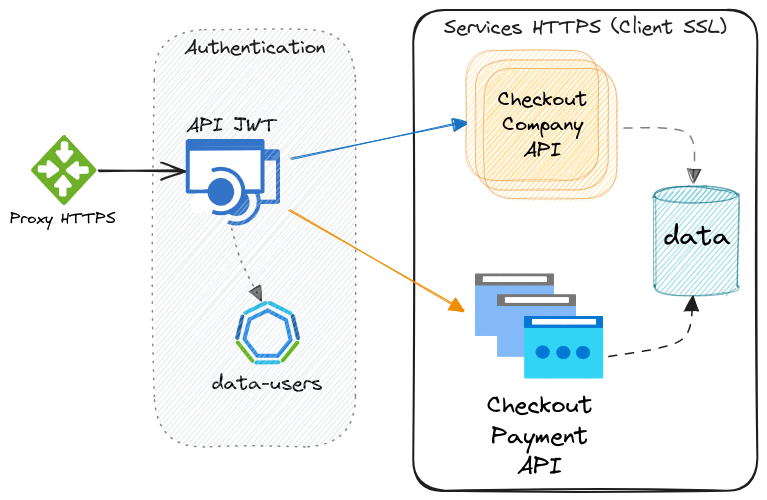 Services HTTPS (Client SSL)
Authentication
API JWT
Proxy HTTPS
data-users
Checkout
Company
API
data
Checkout
Payment
API